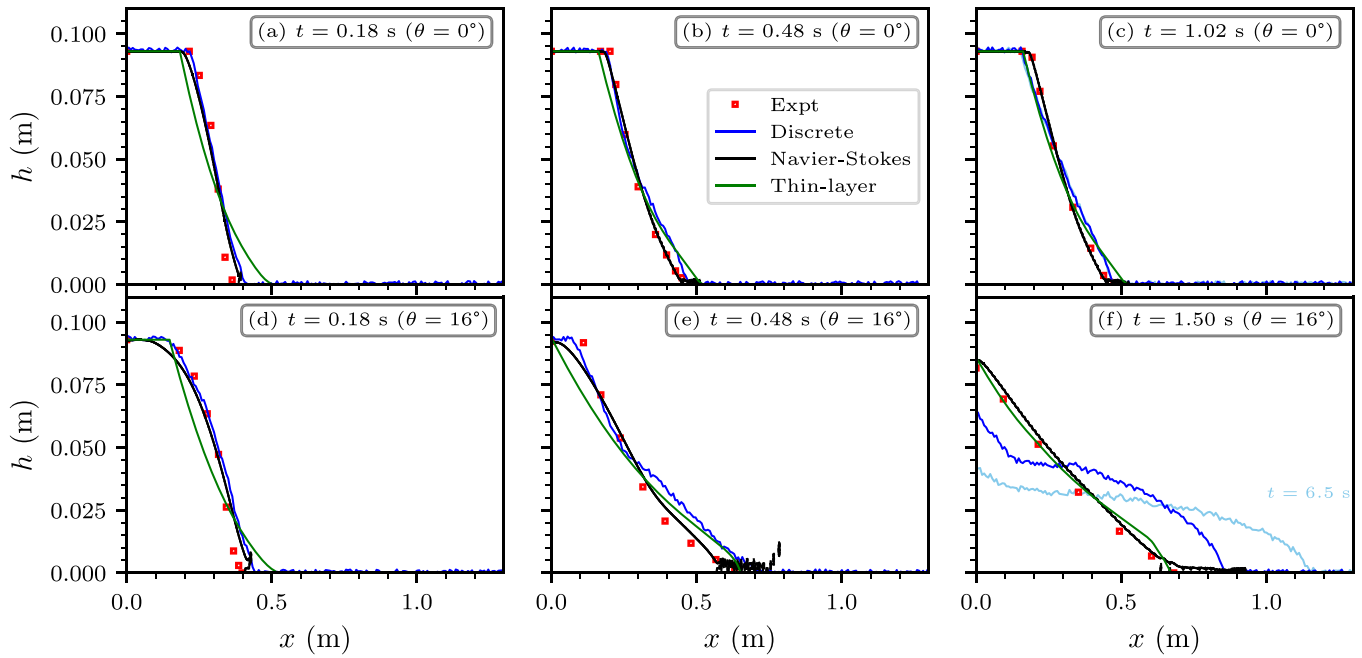 (a) t = 0.18 s (θ = 0°)
(b) t = 0.48 s (θ = 0°)
(c) t = 1.02 s (θ = 0°)
0.100
0.075
0.050
0.025
0.000
h (m)
Expt
Discrete
Navier-Stokes
Thin-layer
(d) t = 0.18 s (θ = 16°)
(e) t = 0.48 s (θ = 16°)
(f) t = 1.50 s (θ = 16°)
0.100
0.075
0.050
0.025
0.000
h (m)
t = 6.5 s
0.0 0.5 1.0
0.0 0.5 1.0
0.0 0.5 1.0
x (m)
x (m)
x (m)